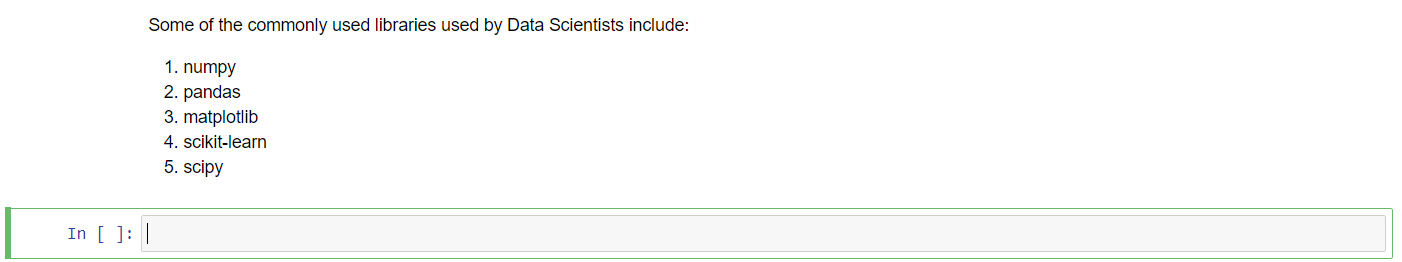 Some of the commonly used libraries used by Data Scientists include:
1. numpy
2. pandas
3. matplotlib
4. scikit-learn
5. scipy
In [ ]: